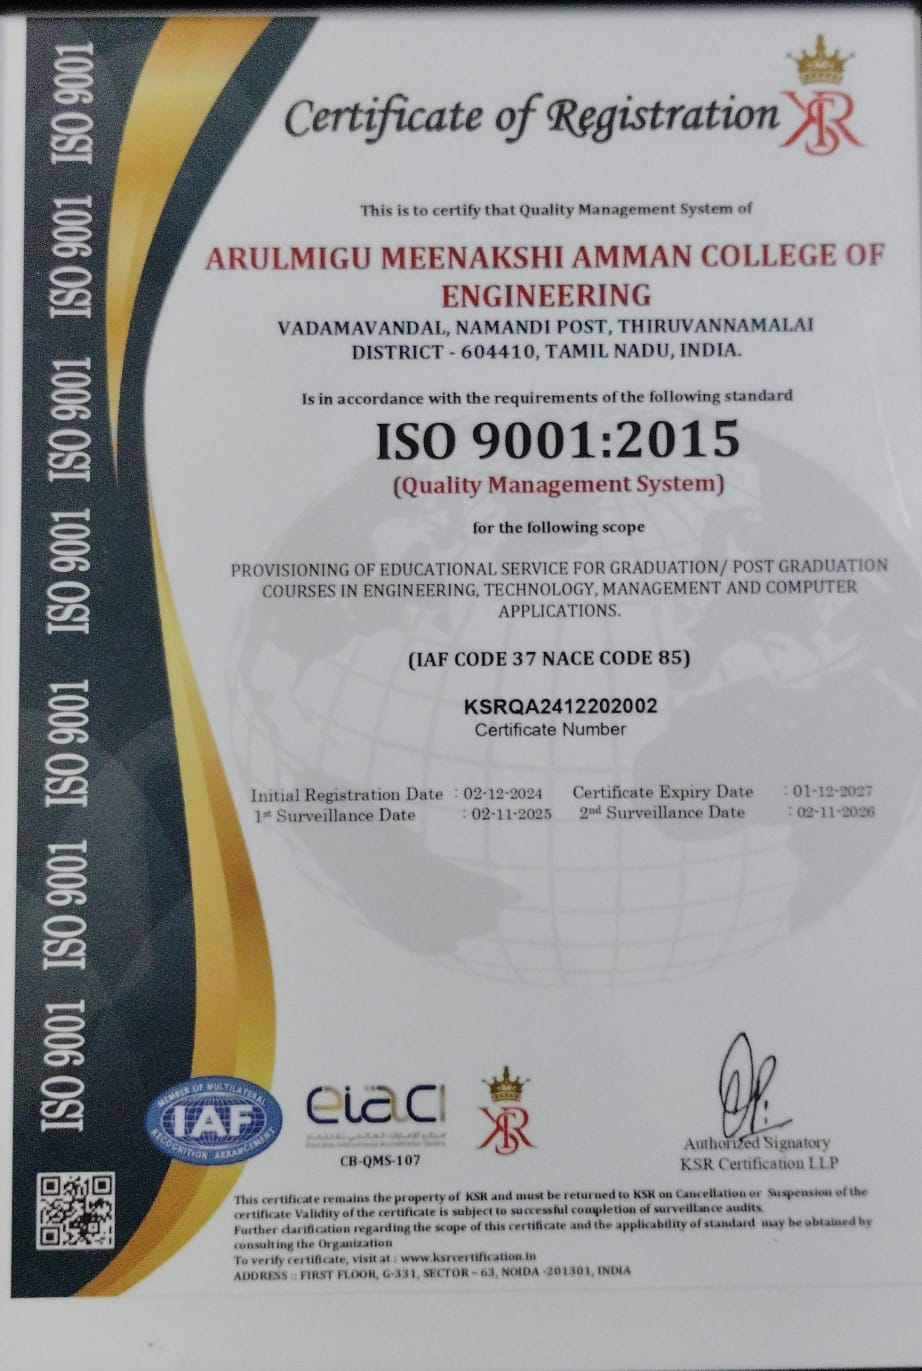 ISO 9001 ISO 9001 ISO 9001 ISO 9001 ISO 9001 ISO 9001 ISO 9001
Certificate of Registration
KSR
This is to certify that Quality Management System of
ARULMIGU MEENAKSHI AMMAN COLLEGE OF
ENGINEERING
VADAMAVANDAL, NAMANDI POST, THIRUVANNAMALAI
DISTRICT - 604410, TAMIL NADU, INDIA.
Is in accordance with the requirements of the following standard
ISO 9001:2015
(Quality Management System)
for the following scope
PROVISIONING OF EDUCATIONAL SERVICE FOR GRADUATION/ POST GRADUATION
COURSES IN ENGINEERING, TECHNOLOGY, MANAGEMENT AND COMPUTER
APPLICATIONS.
(IAF CODE 37 NACE CODE 85)
KSRQA2412202002
Certificate Number
Initial Registration Date : 02-12-2024 Certificate Expiry Date : 01-12-2027
1st Surveillance Date : 02-11-2025 2nd Surveillance Date : 02-11-2026
MEMBER OF MULTILATERAL
IAF
RECOGNITION ARRANGEMENT
eiaci
CB-QMS-107
KSR
Authorized Signatory
KSR Certification LLP
This certificate remains the property of KSR and must be returned to KSR on Cancellation or Suspension of the
certificate Validity of the certificate is subject to successful completion of surveillance audits.
Further clarification regarding the scope of this certificate and the applicability of standard may be obtained by
consulting the Organization
To verify certificate, visit at : www.ksrcertification.in
ADDRESS :: FIRST FLOOR, G-331, SECTOR - 63, NOIDA -201301, INDIA